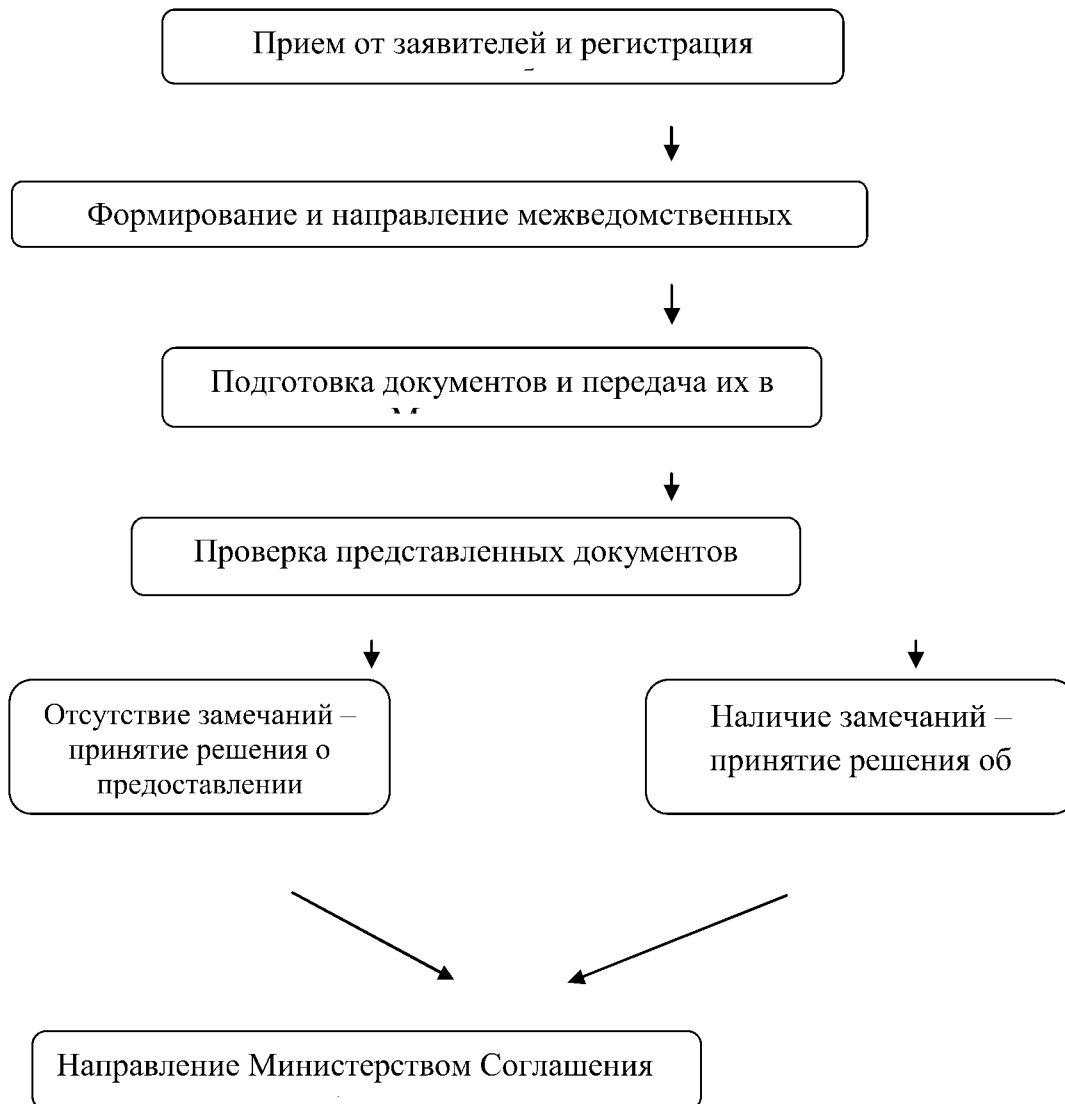 Прием от заявителей и регистрация
Формирование и направление межведомственных
Подготовка документов и передача их в
Проверка представленных документов
Отсутствие замечаний –
принятие решения о
предоставлении
Наличие замечаний –
принятие решения об
Направление Министерством Соглашения